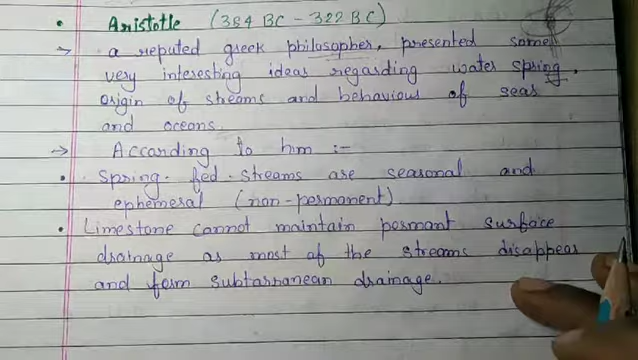 • Aristotle (384 BC - 322 BC)
→ a reputed greek philosopher, presented some
very interesting ideas regarding water spring,
origin of streams and behaviour of seas
and oceans.
→ According to him :-
• Spring-fed streams are seasonal and
ephemeral (non-permanent)
• Limestone cannot maintain permant surface
drainage as most of the streams disappear
and form subtarranean drainage.